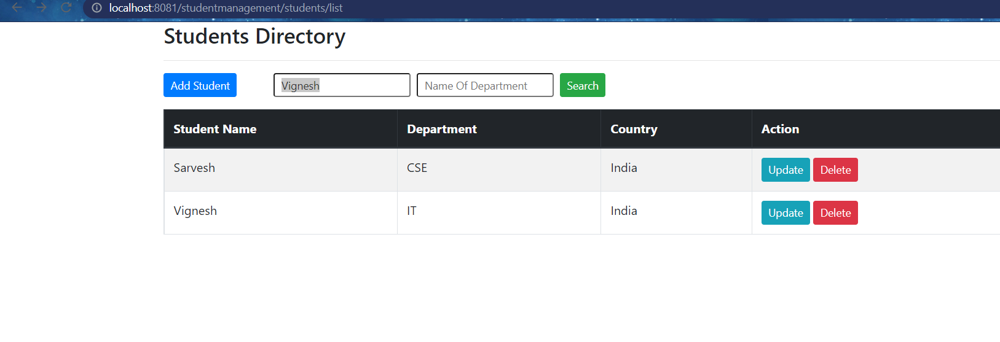 localhost:8081/studentmanagement/students/list
Students Directory
Add Student Vignesh Name Of Department Search
Student Name Department Country Action
Sarvesh CSE India Update Delete
Vignesh IT India Update Delete